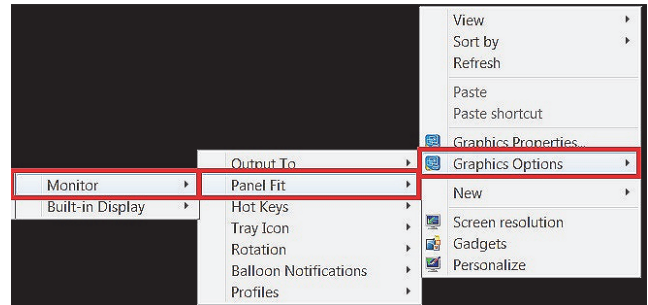 View
Sort by
Refresh
Paste
Paste shortcut
Graphics Properties...
Graphics Options
New
Screen resolution
Gadgets
Personalize
Output To
Panel Fit
Hot Keys
Tray Icon
Rotation
Balloon Notifications
Profiles
Monitor
Built-in Display